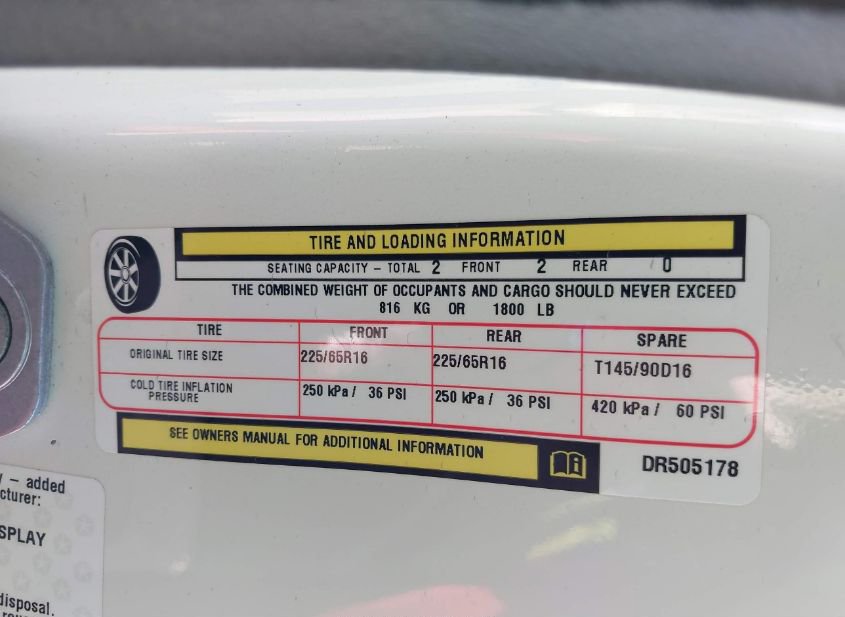 TIRE AND LOADING INFORMATION
SEATING CAPACITY – TOTAL 2 FRONT 2 REAR 0
THE COMBINED WEIGHT OF OCCUPANTS AND CARGO SHOULD NEVER EXCEED
816 KG OR 1800 LB
TIRE FRONT REAR SPARE
ORIGINAL TIRE SIZE 225/65R16 225/65R16 T145/90D16
COLD TIRE INFLATION
PRESSURE 250 kPa / 36 PSI 250 kPa / 36 PSI 420 kPa / 60 PSI
SEE OWNERS MANUAL FOR ADDITIONAL INFORMATION
DR505178
– added
cturer:
SPLAY
disposal.